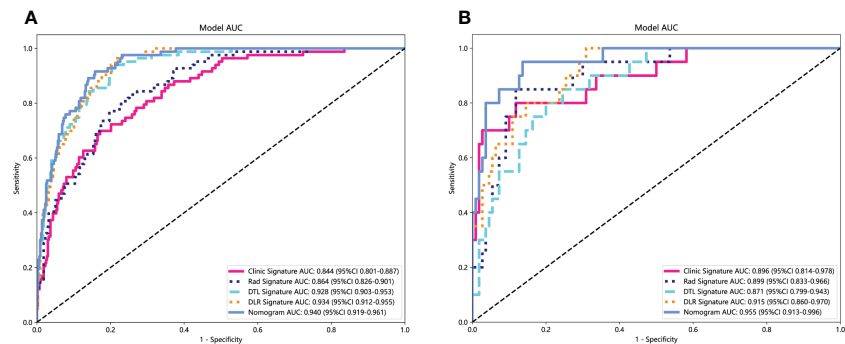 A
Model AUC
1.0
0.8
0.6
0.4
0.2
0.0
Sensitivity
Clinic Signature AUC: 0.844 (95%CI 0.801-0.887)
Rad Signature AUC: 0.864 (95%CI 0.826-0.901)
DTL Signature AUC: 0.928 (95%CI 0.903-0.953)
DLR Signature AUC: 0.934 (95%CI 0.912-0.955)
Nomogram AUC: 0.940 (95%CI 0.919-0.961)
0.0 0.2 0.4 0.6 0.8 1.0
1 - Specificity
B
Model AUC
1.0
0.8
0.6
0.4
0.2
0.0
Sensitivity
Clinic Signature AUC: 0.896 (95%CI 0.814-0.978)
Rad Signature AUC: 0.899 (95%CI 0.833-0.966)
DTL Signature AUC: 0.871 (95%CI 0.799-0.943)
DLR Signature AUC: 0.915 (95%CI 0.860-0.970)
Nomogram AUC: 0.955 (95%CI 0.913-0.996)
0.0 0.2 0.4 0.6 0.8 1.0
1 - Specificity